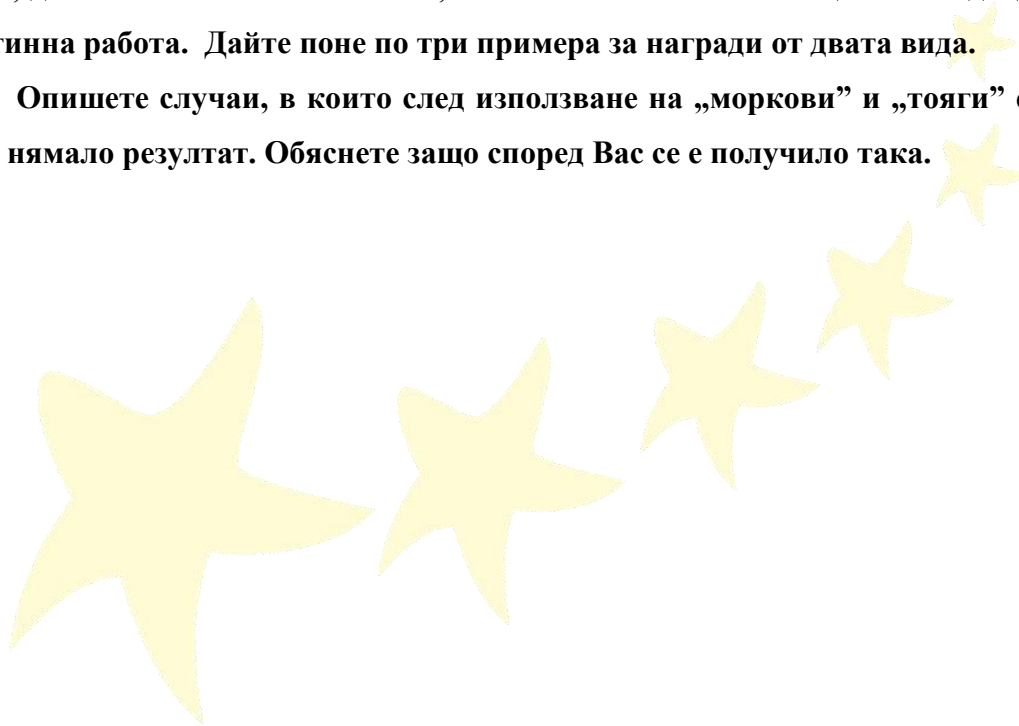 тинна работа. Дайте поне по три примера за награди от двата вида.
Опишете случаи, в които след използване на „моркови” и „тояги”
нямало резултат. Обяснете защо според Вас се е получило така.